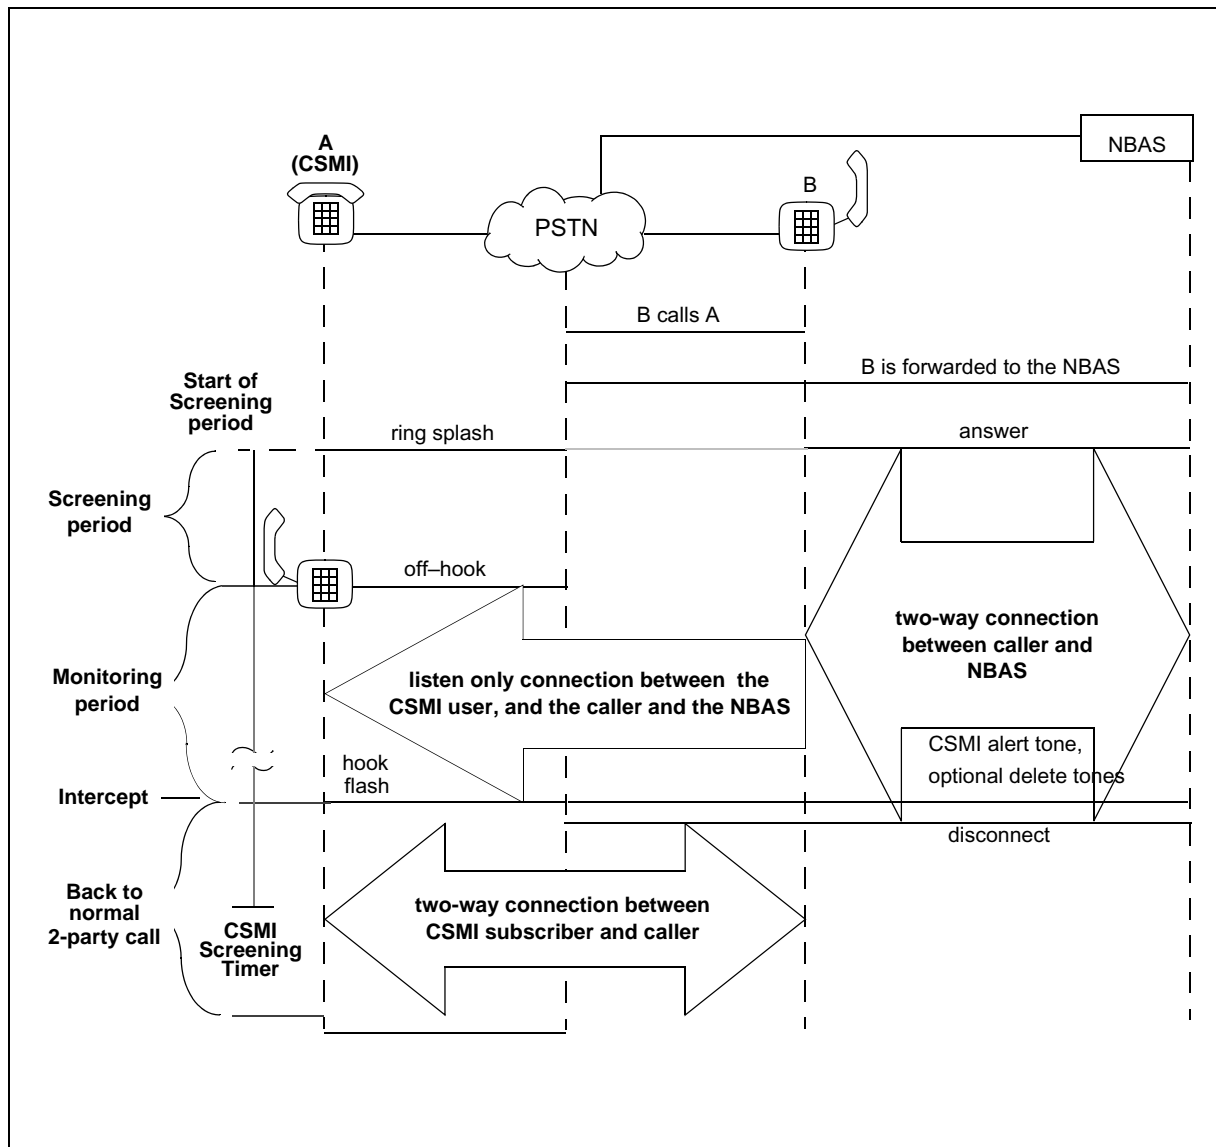 A
(CSMI)
NBAS
B
PSTN
B calls A
B is forwarded to the NBAS
Start of
Screening
period
ring splash
answer
Screening
period
off–hook
two-way connection
between caller and
NBAS
Monitoring
period
listen only connection between the
CSMI user, and the caller and the NBAS
CSMI alert tone,
optional delete tones
hook
flash
Intercept
disconnect
Back to
normal
2-party call
two-way connection between
CSMI subscriber and caller
CSMI
Screening
Timer